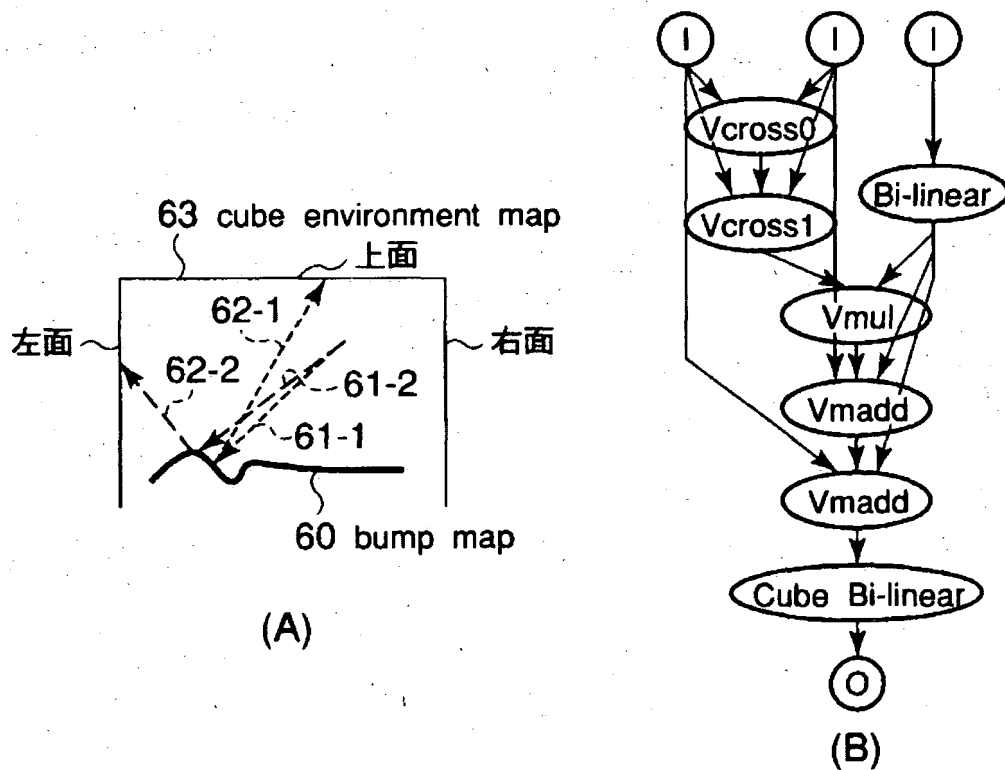 63 cube environment map
上面
左面
右面
62-1
62-2
61-2
61-1
60 bump map
(A)
I I I
Vcross0
Bi-linear
Vcross1
Vmul
Vmadd
Vmadd
Cube Bi-linear
O
(B)